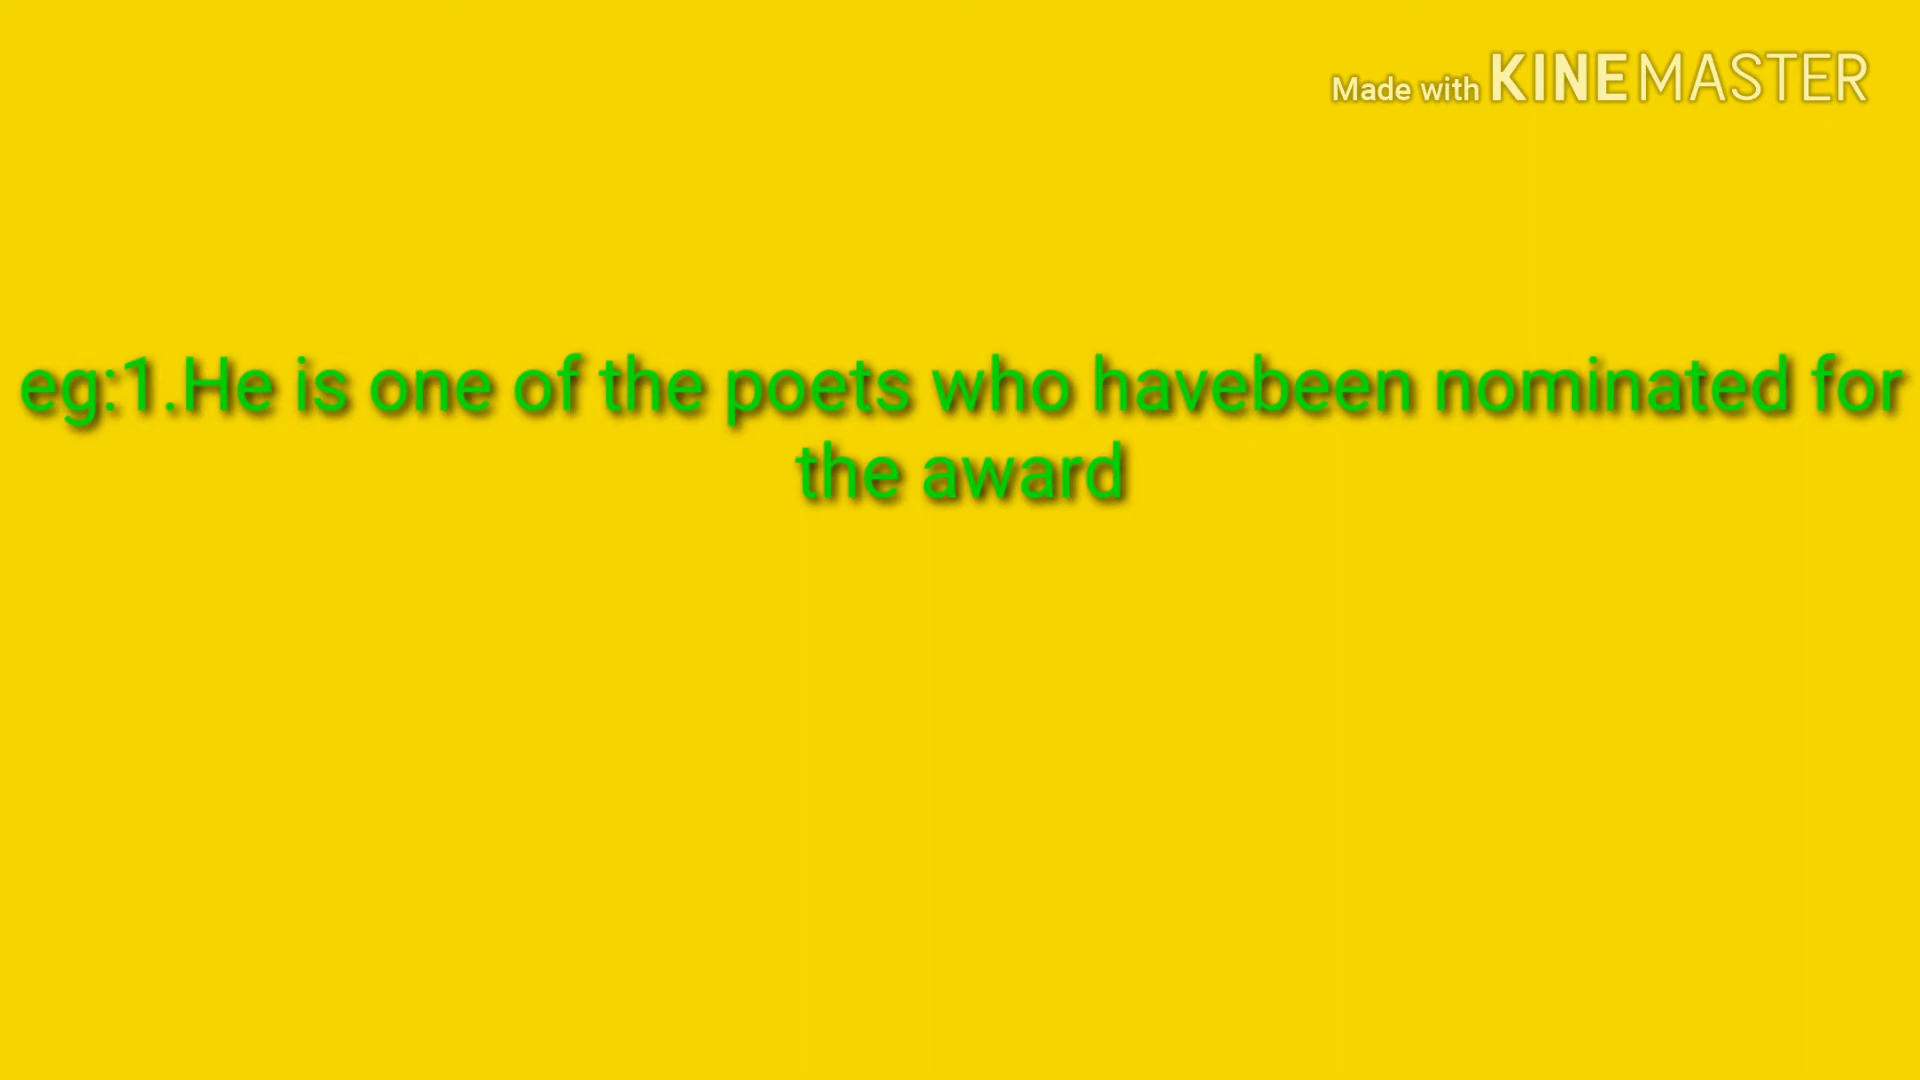 Made with KINEMASTER
eg:1.He is one of the poets who havebeen nominated for
the award